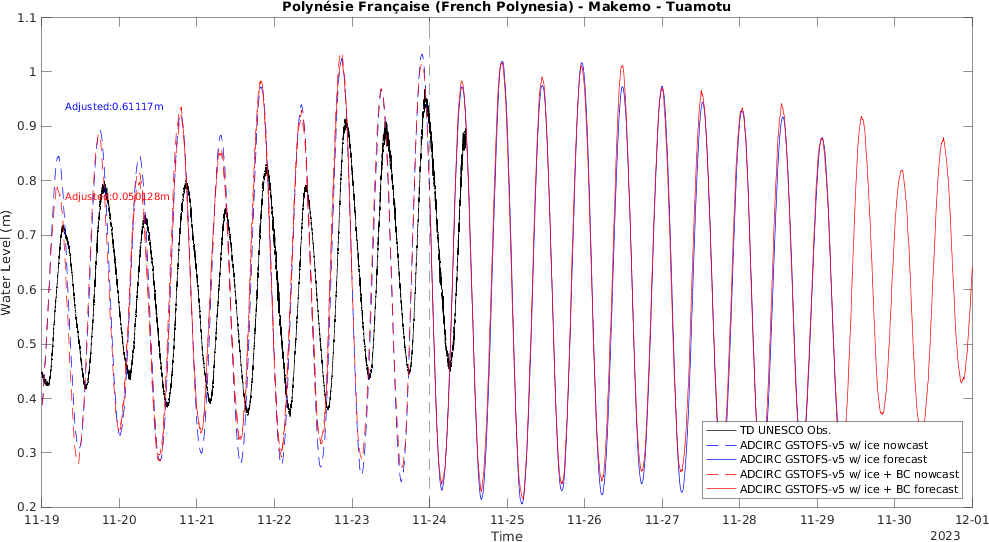 Polynésie Française (French Polynesia) - Makemo - Tuamotu
1.1
1
0.9
0.8
0.7
0.6
0.5
0.4
0.3
0.2
Water Level (m)
Adjusted:0.61117m
Adjusted:0.050128m
TD UNESCO Obs.
ADCIRC GSTOFS-v5 w/ ice nowcast
ADCIRC GSTOFS-v5 w/ ice forecast
ADCIRC GSTOFS-v5 w/ ice + BC nowcast
ADCIRC GSTOFS-v5 w/ ice + BC forecast
11-19 11-20 11-21 11-22 11-23 11-24 11-25 11-26 11-27 11-28 11-29 11-30 12-01
Time
2023